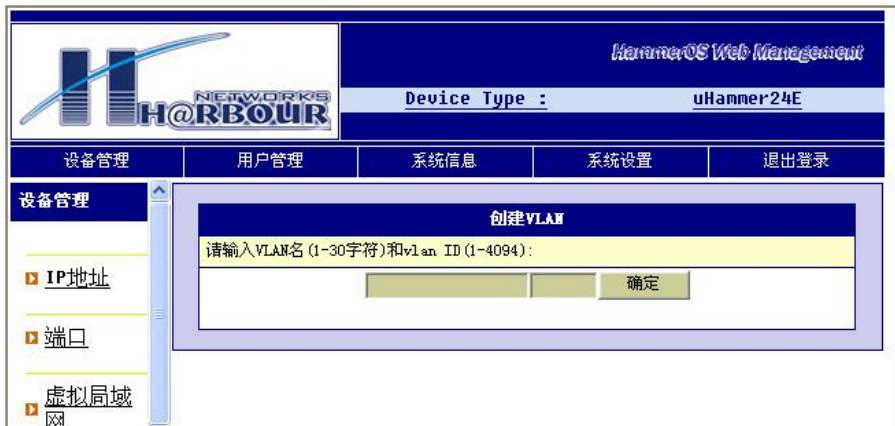 HammerOS Web Management
NETWORKS
H@RBOUR
Device Type : uHammer24E
设备管理 用户管理 系统信息 系统设置 退出登录
设备管理
创建VLAN
请输入VLAN名(1-30字符)和vlan ID(1-4094):
确定
IP地址
端口
虚拟局域
网